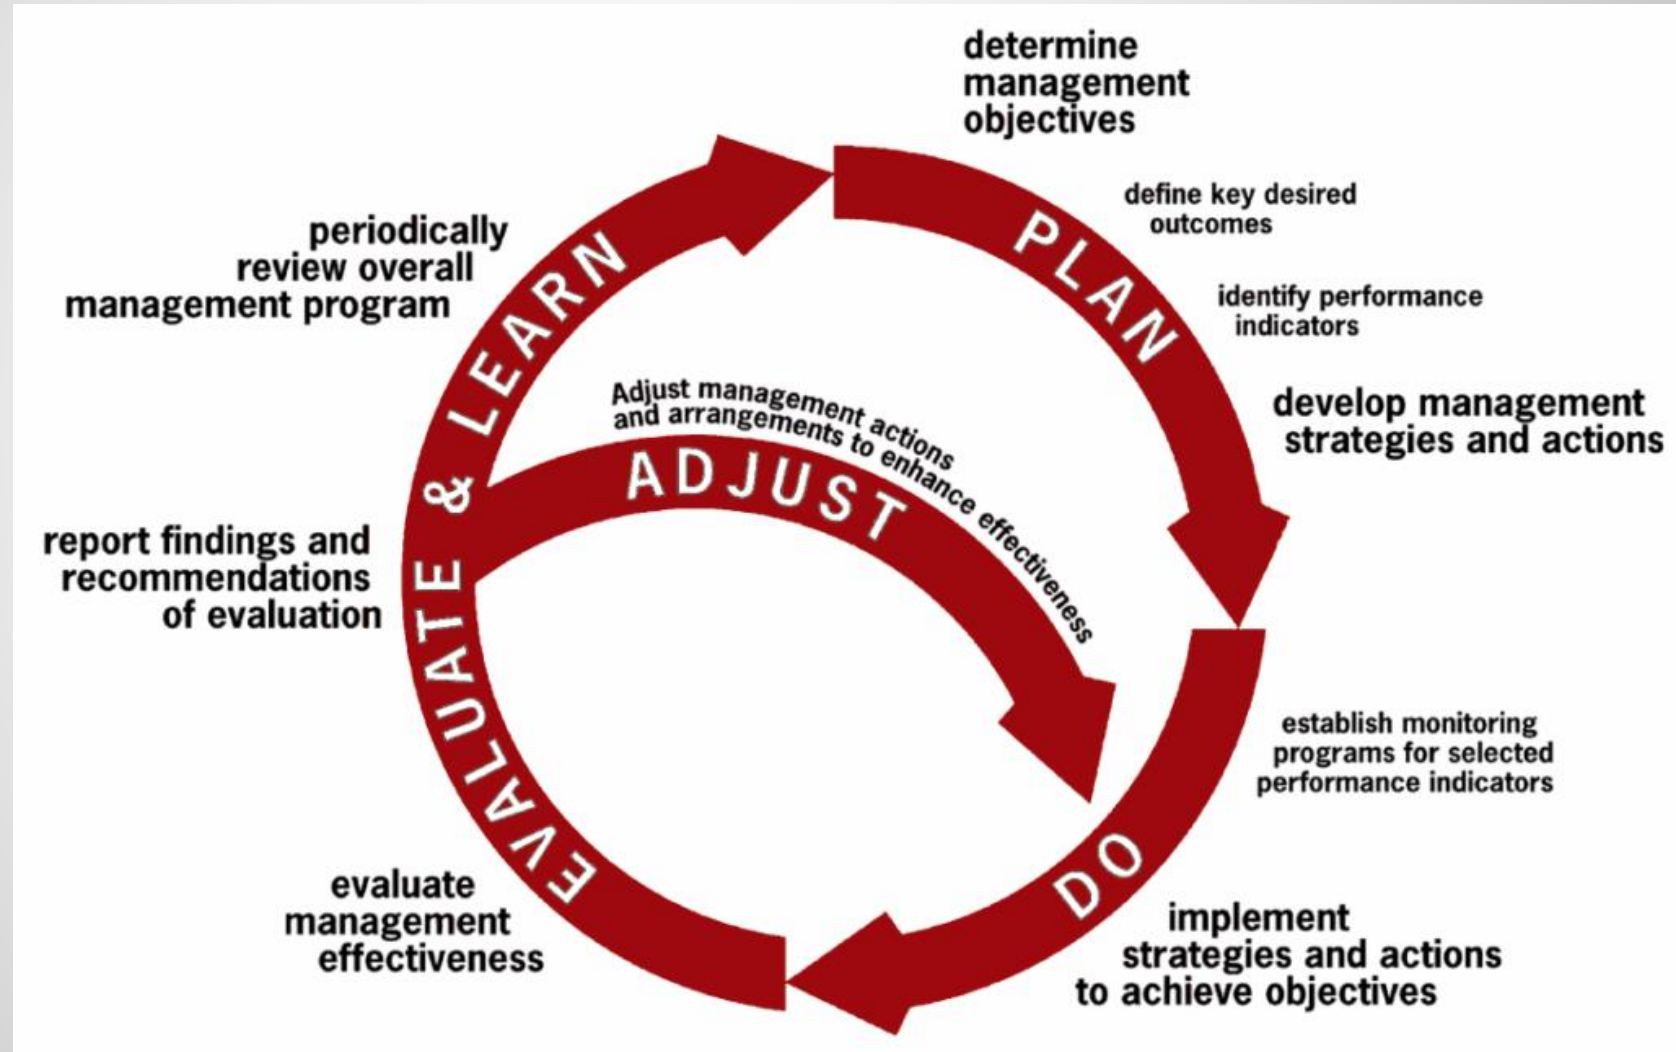 determine
management
objectives
define key desired
outcomes
PLAN
identify performance
indicators
develop management
strategies and actions
establish monitoring
programs for selected
performance indicators
DO
implement
strategies and actions
to achieve objectives
evaluate
management
effectiveness
EVALUATE & LEARN
report findings and
recommendations
of evaluation
periodically
review overall
management program
Adjust management actions
and arrangements to enhance effectiveness
ADJUST